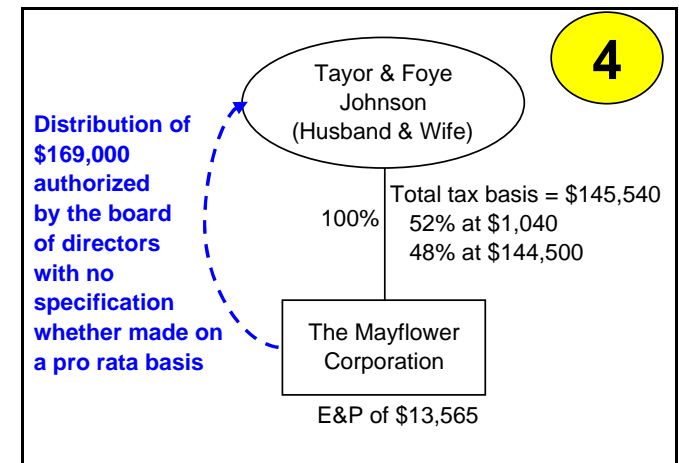 4
Tayor & Foye
Johnson
(Husband & Wife)
Distribution of
$169,000
authorized
by the board
of directors
with no
specification
whether made on
a pro rata basis
100%
Total tax basis = $145,540
52% at $1,040
48% at $144,500
The Mayflower
Corporation
E&P of $13,565